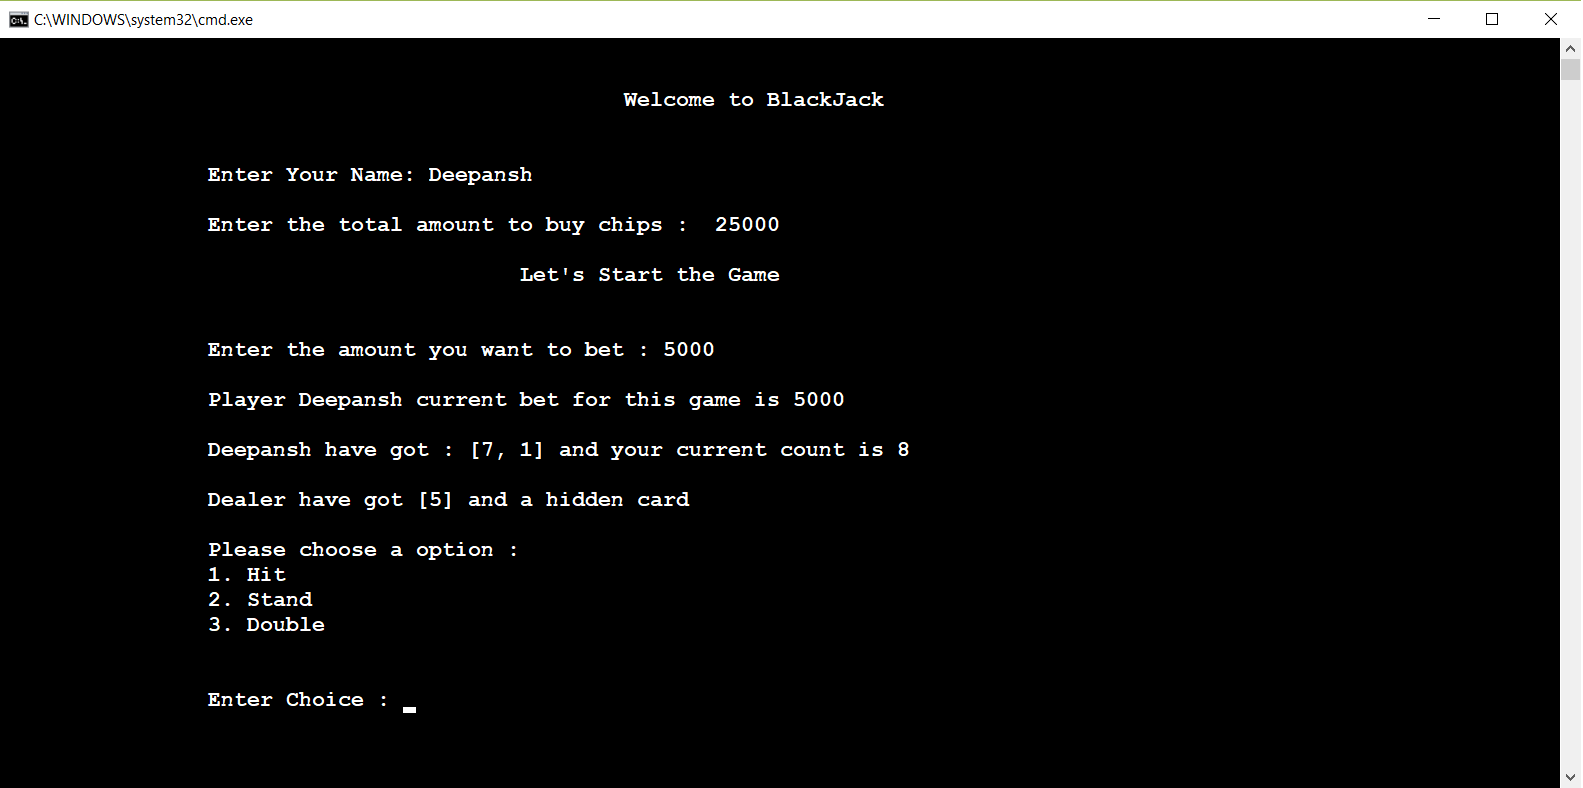 C:\WINDOWS\system32\cmd.exe
Welcome to BlackJack
Enter Your Name: Deepansh
Enter the total amount to buy chips :  25000
Let's Start the Game
Enter the amount you want to bet : 5000
Player Deepansh current bet for this game is 5000
Deepansh have got : [7, 1] and your current count is 8
Dealer have got [5] and a hidden card
Please choose a option :
1. Hit
2. Stand
3. Double
Enter Choice :